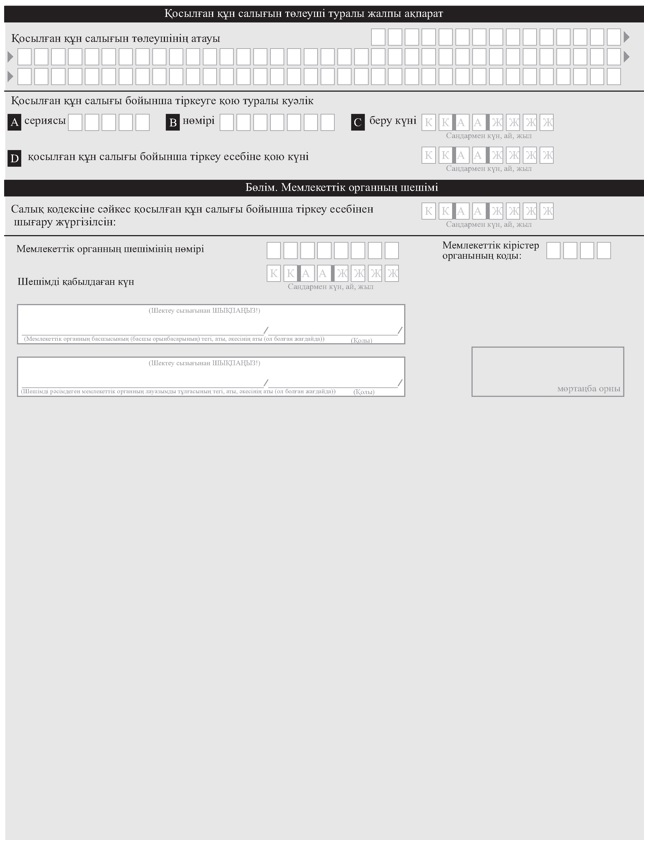 Қосылған құн салығын төлеуші туралы жалпы ақпарат
Қосылған құн салығын төлеушінің атауы
Қосылған құн салығы бойынша тіркеуге қою туралы куәлік
A сериясы B нөмірі C беру күні К К А А Ж Ж Ж Ж
Сандармен күн, ай, жыл
D қосылған құн салығы бойынша тіркеу есебіне қою күні К К А А Ж Ж Ж Ж
Сандармен күн, ай, жыл
Бөлім. Мемлекеттік органның шешімі
Салық кодексіне сәйкес қосылған құн салығы бойынша тіркеу есебінен К К А А Ж Ж Ж Ж
шығару жүргізілсін: Сандармен күн, ай, жыл
Мемлекеттік органның шешімінің нөмірі Мемлекеттік кірістер
органының коды:
Шешімді қабылдаған күн К К А А Ж Ж Ж Ж
Сандармен күн, ай, жыл
(Шектеу сызығынан ШЫҚПАҢЫЗ!)
/ /
(Мемлекеттік органның басшысының (басшы орынбасарының) тегі, аты, әкесінің аты (ол болған жағдайда)) (Қолы)
(Шектеу сызығынан ШЫҚПАҢЫЗ!)
/ /
(Шешімді ресімдеген мемлекеттік органның лауазымды тұлғасының тегі, аты, әкесінің аты (ол болған жағдайда)) (Қолы)
мөртаңба орны